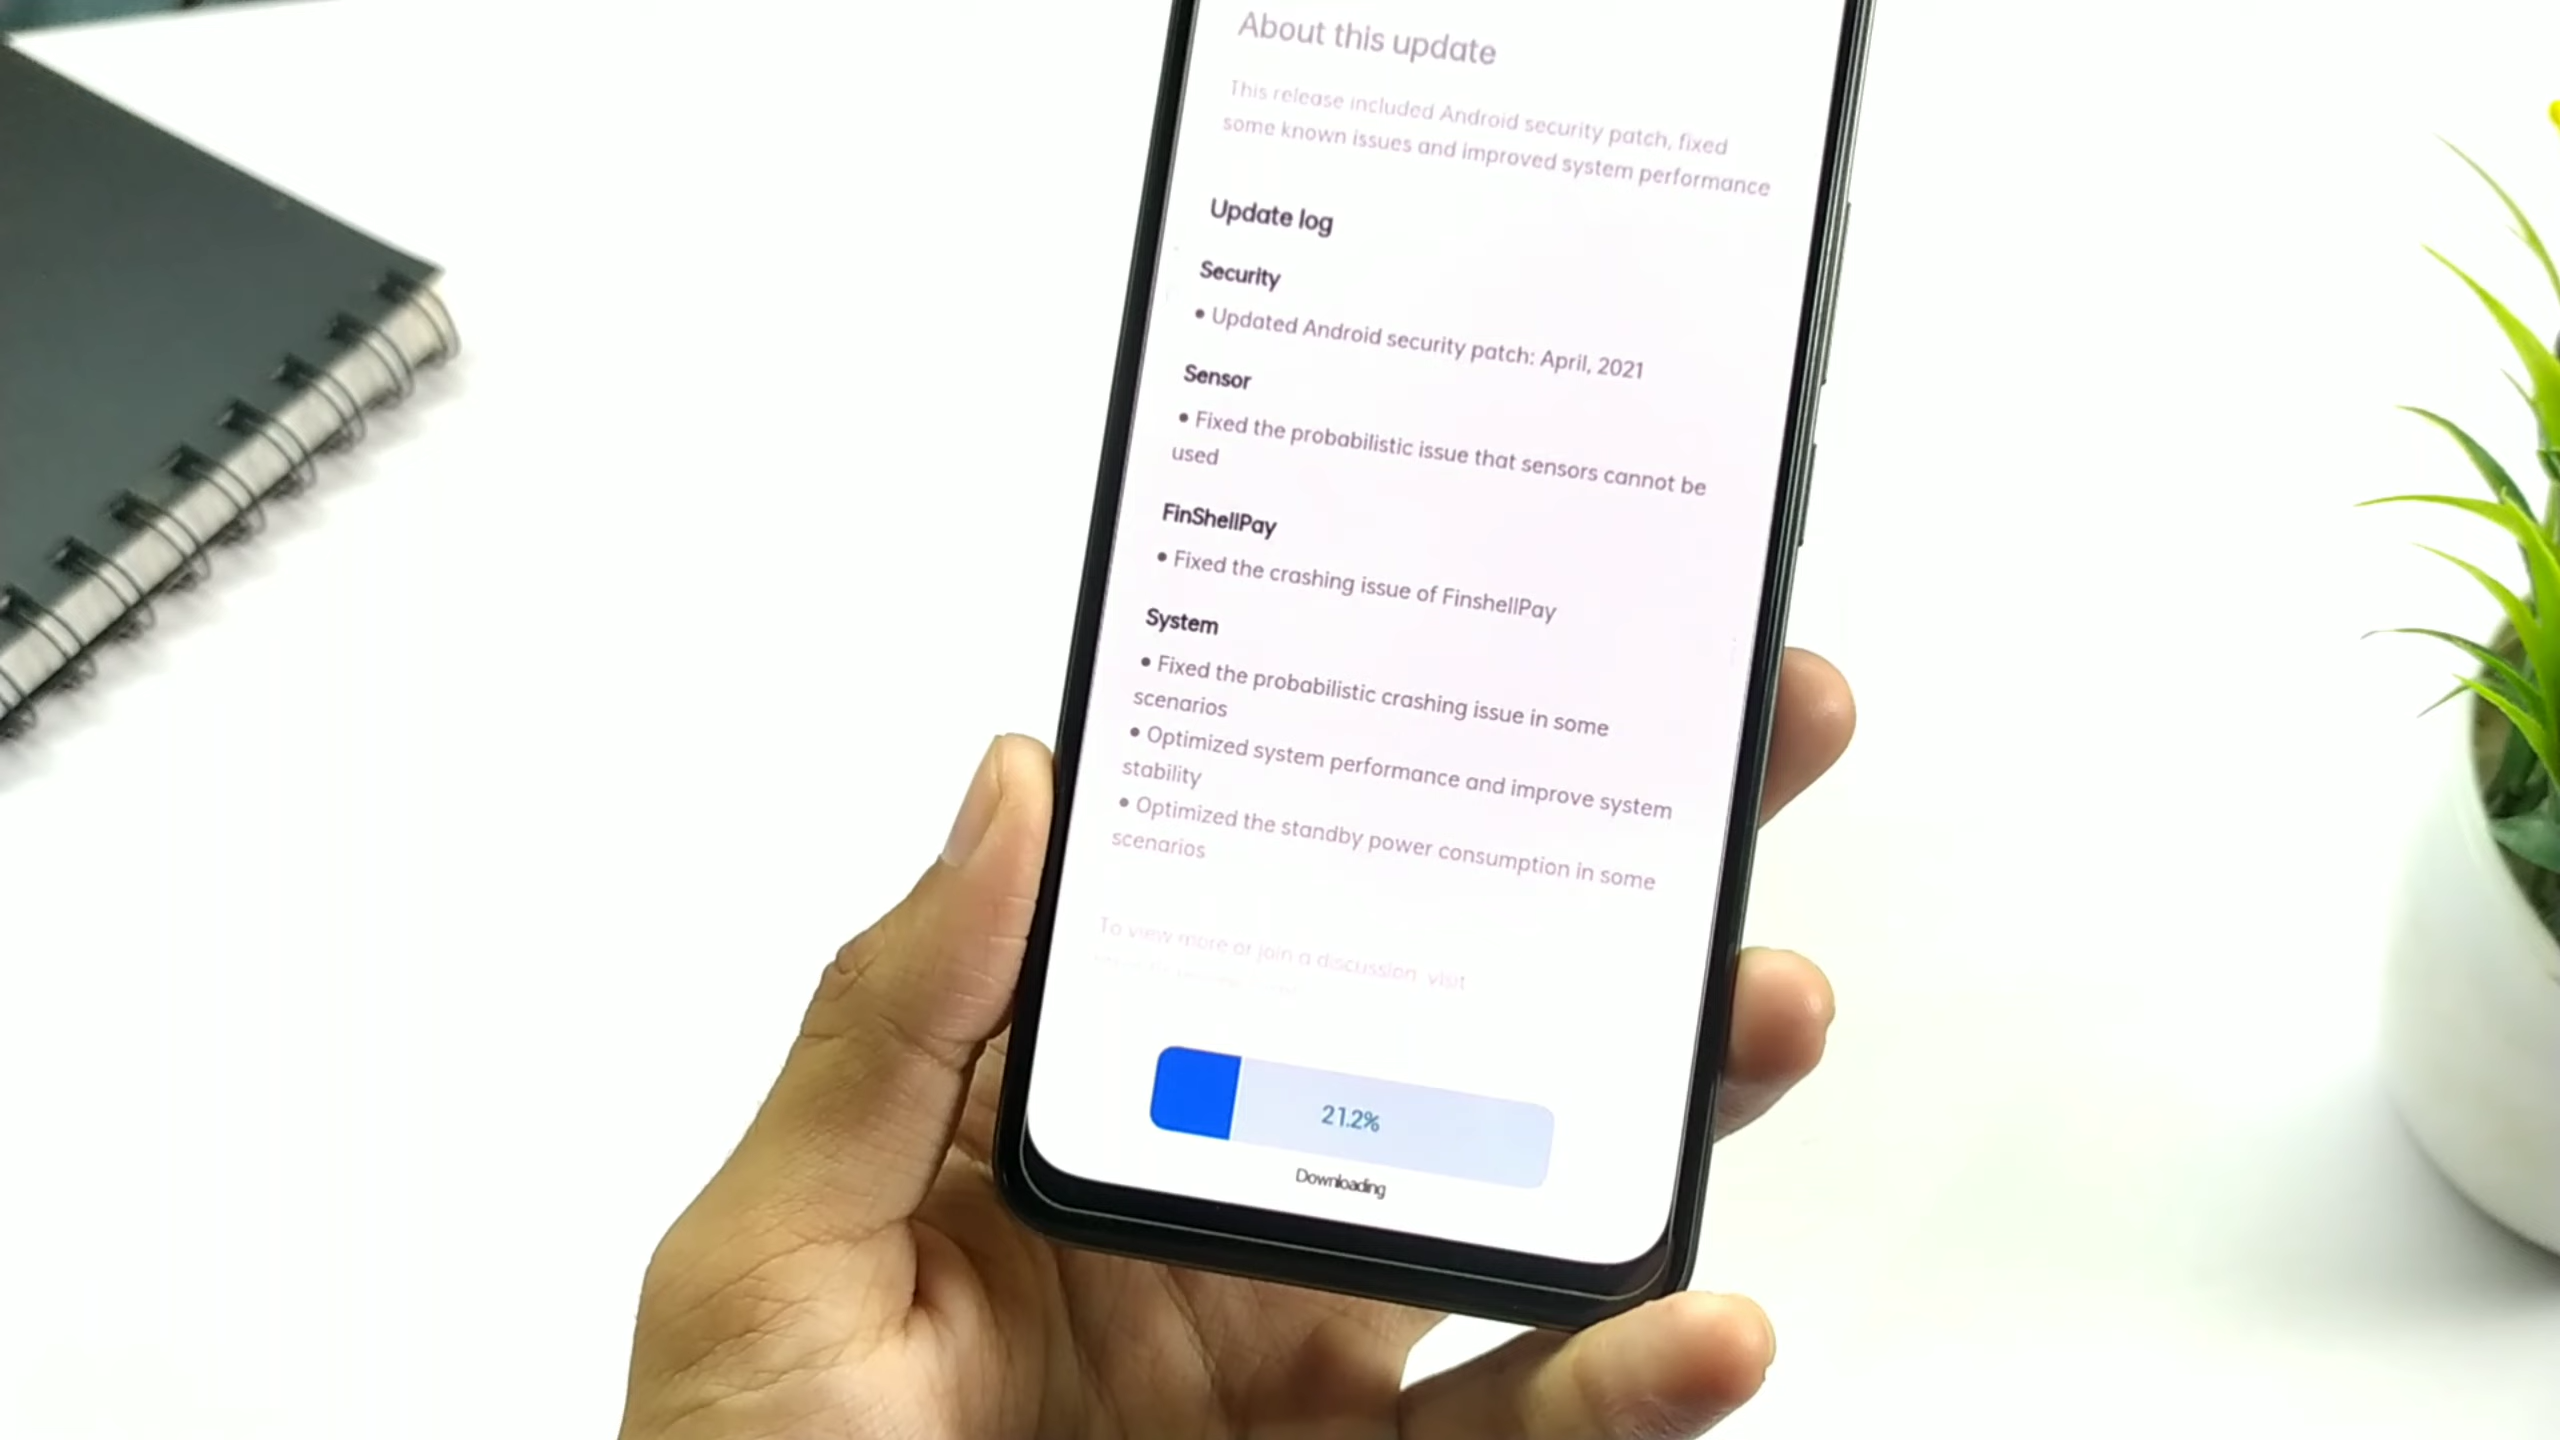 About this update
This release included Android security patch, fixed
some known issues and improved system performance
Update log
Security
• Updated Android security patch: April, 2021
Sensor
• Fixed the probabilistic issue that sensors cannot be
used
FinShellPay
• Fixed the crashing issue of FinshellPay
System
• Fixed the probabilistic crashing issue in some
scenarios
• Optimized system performance and improve system
stability
• Optimized the standby power consumption in some
scenarios
To view more or join a discussion visit
21.2%
Downloading